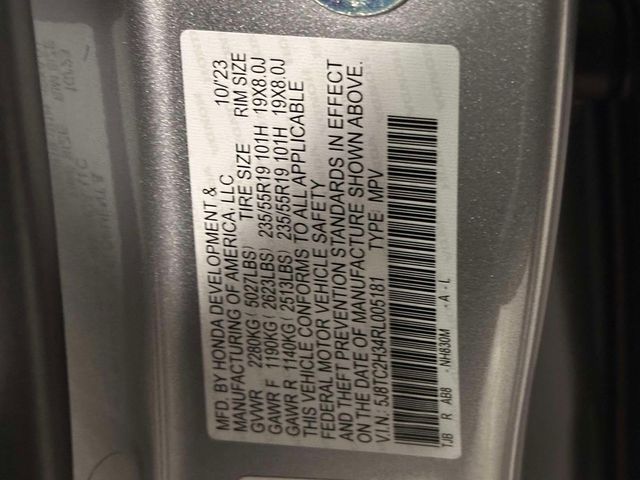 MFD. BY HONDA DEVELOPMENT &
MANUFACTURING OF AMERICA, LLC 10/'23
GVWR 2280KG ( 5027LBS) TIRE SIZE RIM SIZE
GAWR F 1190KG ( 2623LBS) 235/55R19 101H 19X8.0J
GAWR R 1140KG ( 2513LBS) 235/55R19 101H 19X8.0J
THIS VEHICLE CONFORMS TO ALL APPLICABLE
FEDERAL MOTOR VEHICLE SAFETY
AND THEFT PREVENTION STANDARDS IN EFFECT
ON THE DATE OF MANUFACTURE SHOWN ABOVE.
V.I.N.: 5J8TC2H34RL005181 TYPE: MPV
TJB R AB8 -NH830M -A-L